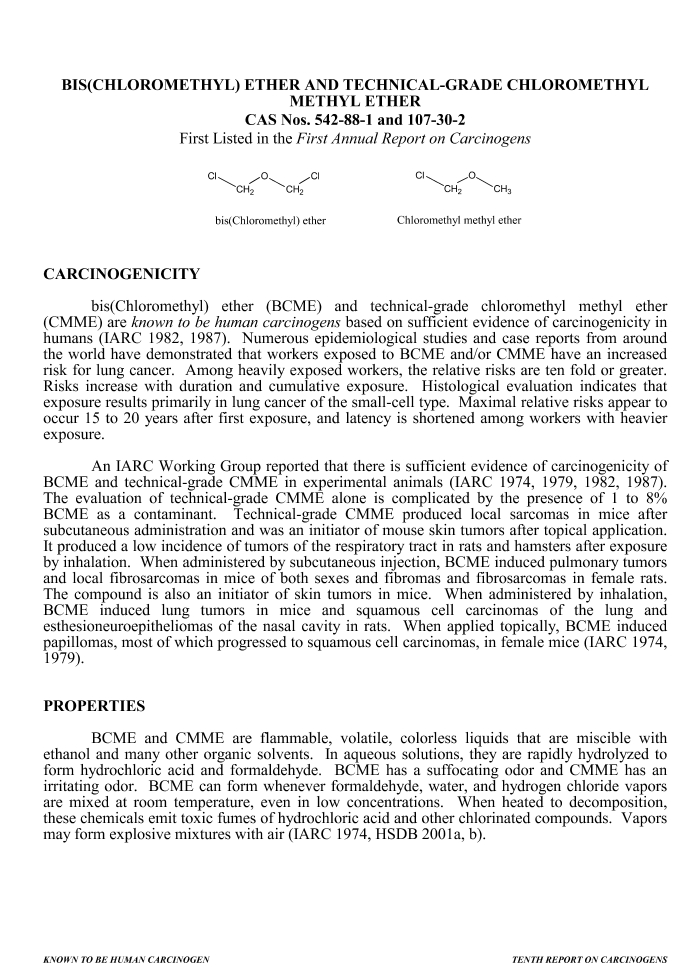 BIS(CHLOROMETHYL) ETHER AND TECHNICAL-GRADE CHLOROMETHYL
METHYL ETHER
CAS Nos. 542-88-1 and 107-30-2
First Listed in the First Annual Report on Carcinogens
Cl O Cl Cl O
CH2 CH2 CH2 CH3
bis(Chloromethyl) ether Chloromethyl methyl ether
CARCINOGENICITY
bis(Chloromethyl) ether (BCME) and technical-grade chloromethyl methyl ether
(CMME) are known to be human carcinogens based on sufficient evidence of carcinogenicity in
humans (IARC 1982, 1987). Numerous epidemiological studies and case reports from around
the world have demonstrated that workers exposed to BCME and/or CMME have an increased
risk for lung cancer. Among heavily exposed workers, the relative risks are ten fold or greater.
Risks increase with duration and cumulative exposure. Histological evaluation indicates that
exposure results primarily in lung cancer of the small-cell type. Maximal relative risks appear to
occur 15 to 20 years after first exposure, and latency is shortened among workers with heavier
exposure.
An IARC Working Group reported that there is sufficient evidence of carcinogenicity of
BCME and technical-grade CMME in experimental animals (IARC 1974, 1979, 1982, 1987).
The evaluation of technical-grade CMME alone is complicated by the presence of 1 to 8%
BCME as a contaminant. Technical-grade CMME produced local sarcomas in mice after
subcutaneous administration and was an initiator of mouse skin tumors after topical application.
It produced a low incidence of tumors of the respiratory tract in rats and hamsters after exposure
by inhalation. When administered by subcutaneous injection, BCME induced pulmonary tumors
and local fibrosarcomas in mice of both sexes and fibromas and fibrosarcomas in female rats.
The compound is also an initiator of skin tumors in mice. When administered by inhalation,
BCME induced lung tumors in mice and squamous cell carcinomas of the lung and
esthesioneuroepitheliomas of the nasal cavity in rats. When applied topically, BCME induced
papillomas, most of which progressed to squamous cell carcinomas, in female mice (IARC 1974,
1979).
PROPERTIES
BCME and CMME are flammable, volatile, colorless liquids that are miscible with
ethanol and many other organic solvents. In aqueous solutions, they are rapidly hydrolyzed to
form hydrochloric acid and formaldehyde. BCME has a suffocating odor and CMME has an
irritating odor. BCME can form whenever formaldehyde, water, and hydrogen chloride vapors
are mixed at room temperature, even in low concentrations. When heated to decomposition,
these chemicals emit toxic fumes of hydrochloric acid and other chlorinated compounds. Vapors
may form explosive mixtures with air (IARC 1974, HSDB 2001a, b).
KNOWN TO BE HUMAN CARCINOGEN TENTH REPORT ON CARCINOGENS